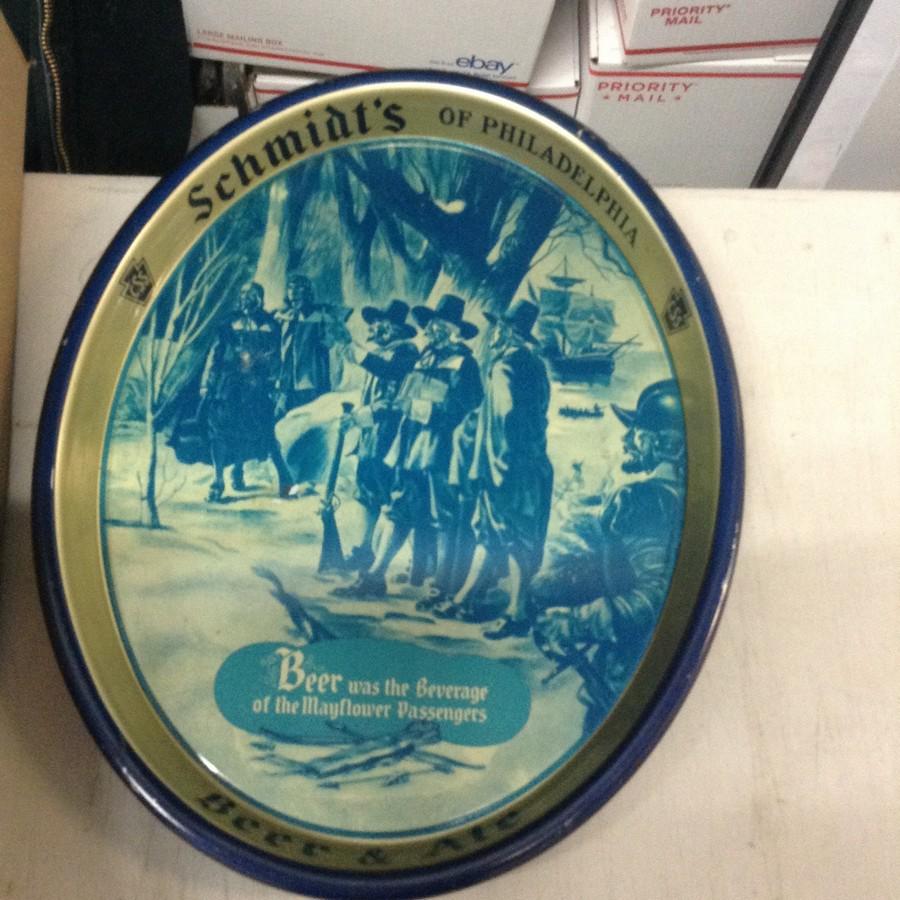 LARGE MAILING BOX
ebay
PRIORITY
MAIL
PRIORITY
MAIL
Schmidt's OF PHILADELPHIA
Beer was the Beverage
of the Mayflower Passengers
Beer & Ale